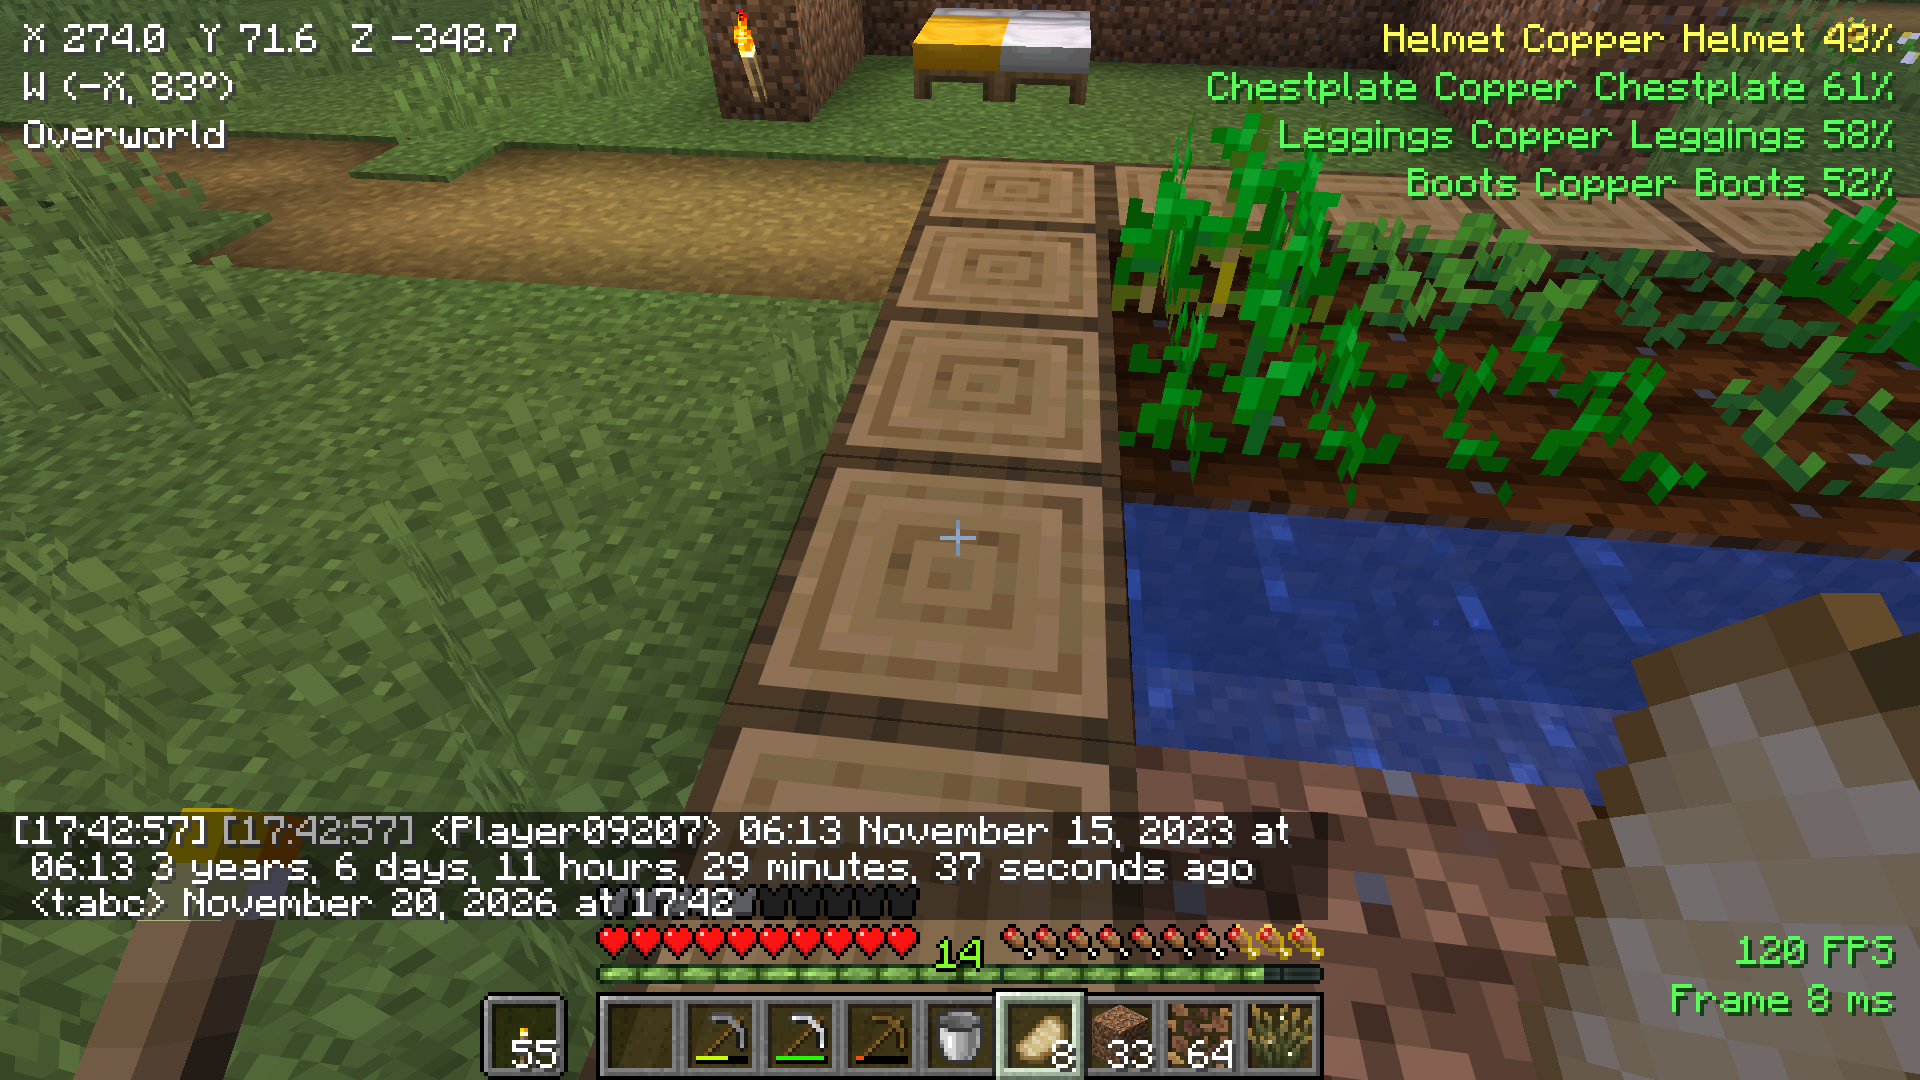 X 274.0 Y 71.6 Z -348.7
W (-X, 83º)
Overworld
Helmet Copper Helmet 43%
Chestplate Copper Chestplate 61%
Leggings Copper Leggings 58%
Boots Copper Boots 52%
[17:42:57] [17:42:57] <Player09207> 06:13 November 15, 2023 at
06:13 3 years, 6 days, 11 hours, 29 minutes, 37 seconds ago
<t:abc> November 20, 2026 at 17:42
14
120 FPS
Frame 8 ms
55
8
33
64